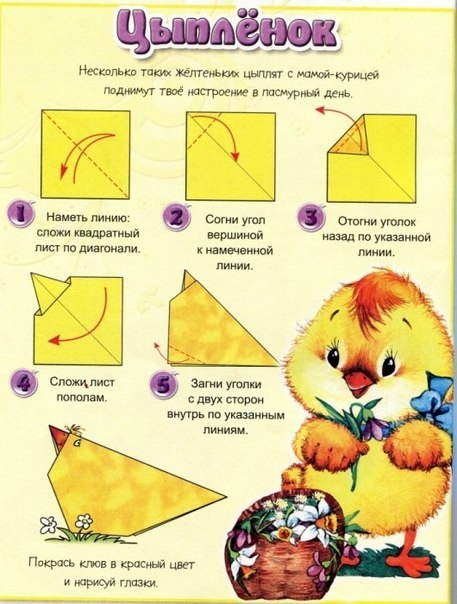 Цыплёнок
Несколько таких жёлтеньких цыплят с мамой-курицей
поднимут твоё настроение в пасмурный день.
1
Наметь линию:
сложи квадратный
лист по диагонали.
2
Согни угол
вершиной
к намеченной
линии.
3
Отогни уголок
назад по указанной
линии.
4
Сложи лист
пополам.
5
Загни уголки
с двух сторон
внутрь по указанным
линиям.
Покрась клюв в красный цвет
и нарисуй глазки.